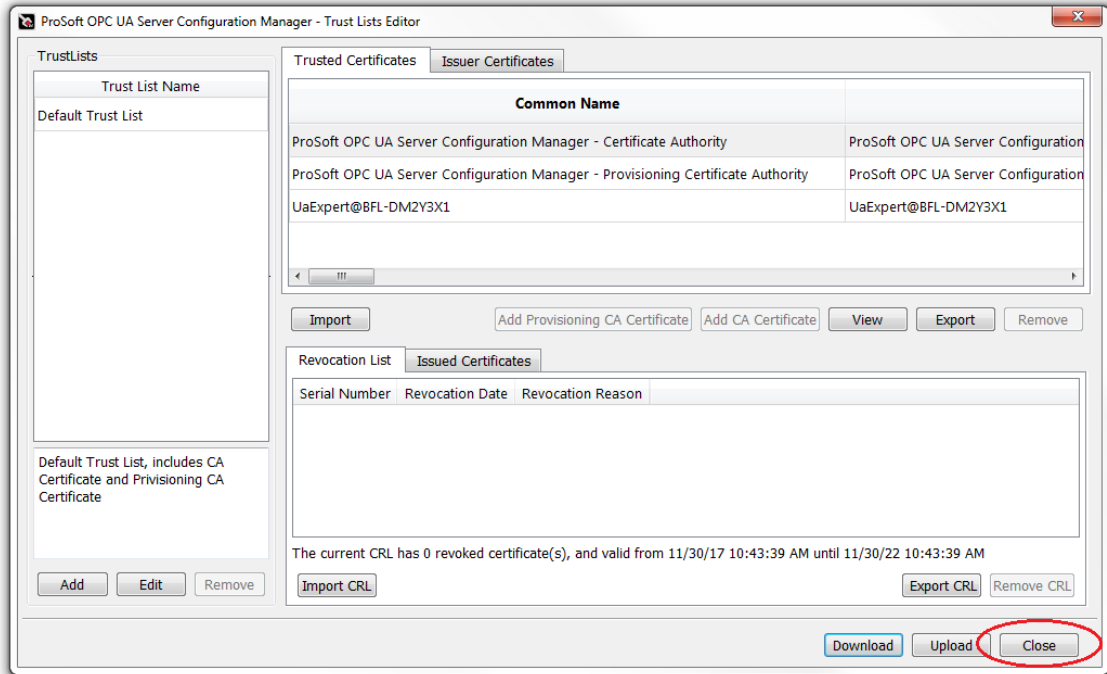 ProSoft OPC UA Server Configuration Manager - Trust Lists Editor
TrustLists
Trust List Name
Default Trust List
Default Trust List, includes CA
Certificate and Privisioning CA
Certificate
Add
Edit
Remove
Trusted Certificates
Issuer Certificates
Common Name
ProSoft OPC UA Server Configuration Manager - Certificate Authority
ProSoft OPC UA Server Configuration
ProSoft OPC UA Server Configuration Manager - Provisioning Certificate Authority
ProSoft OPC UA Server Configuration
UaExpert@BFL-DM2Y3X1
UaExpert@BFL-DM2Y3X1
Import
Add Provisioning CA Certificate
Add CA Certificate
View
Export
Remove
Revocation List
Issued Certificates
Serial Number
Revocation Date
Revocation Reason
The current CRL has 0 revoked certificate(s), and valid from 11/30/17 10:43:39 AM until 11/30/22 10:43:39 AM
Import CRL
Export CRL
Remove CRL
Download
Upload
Close